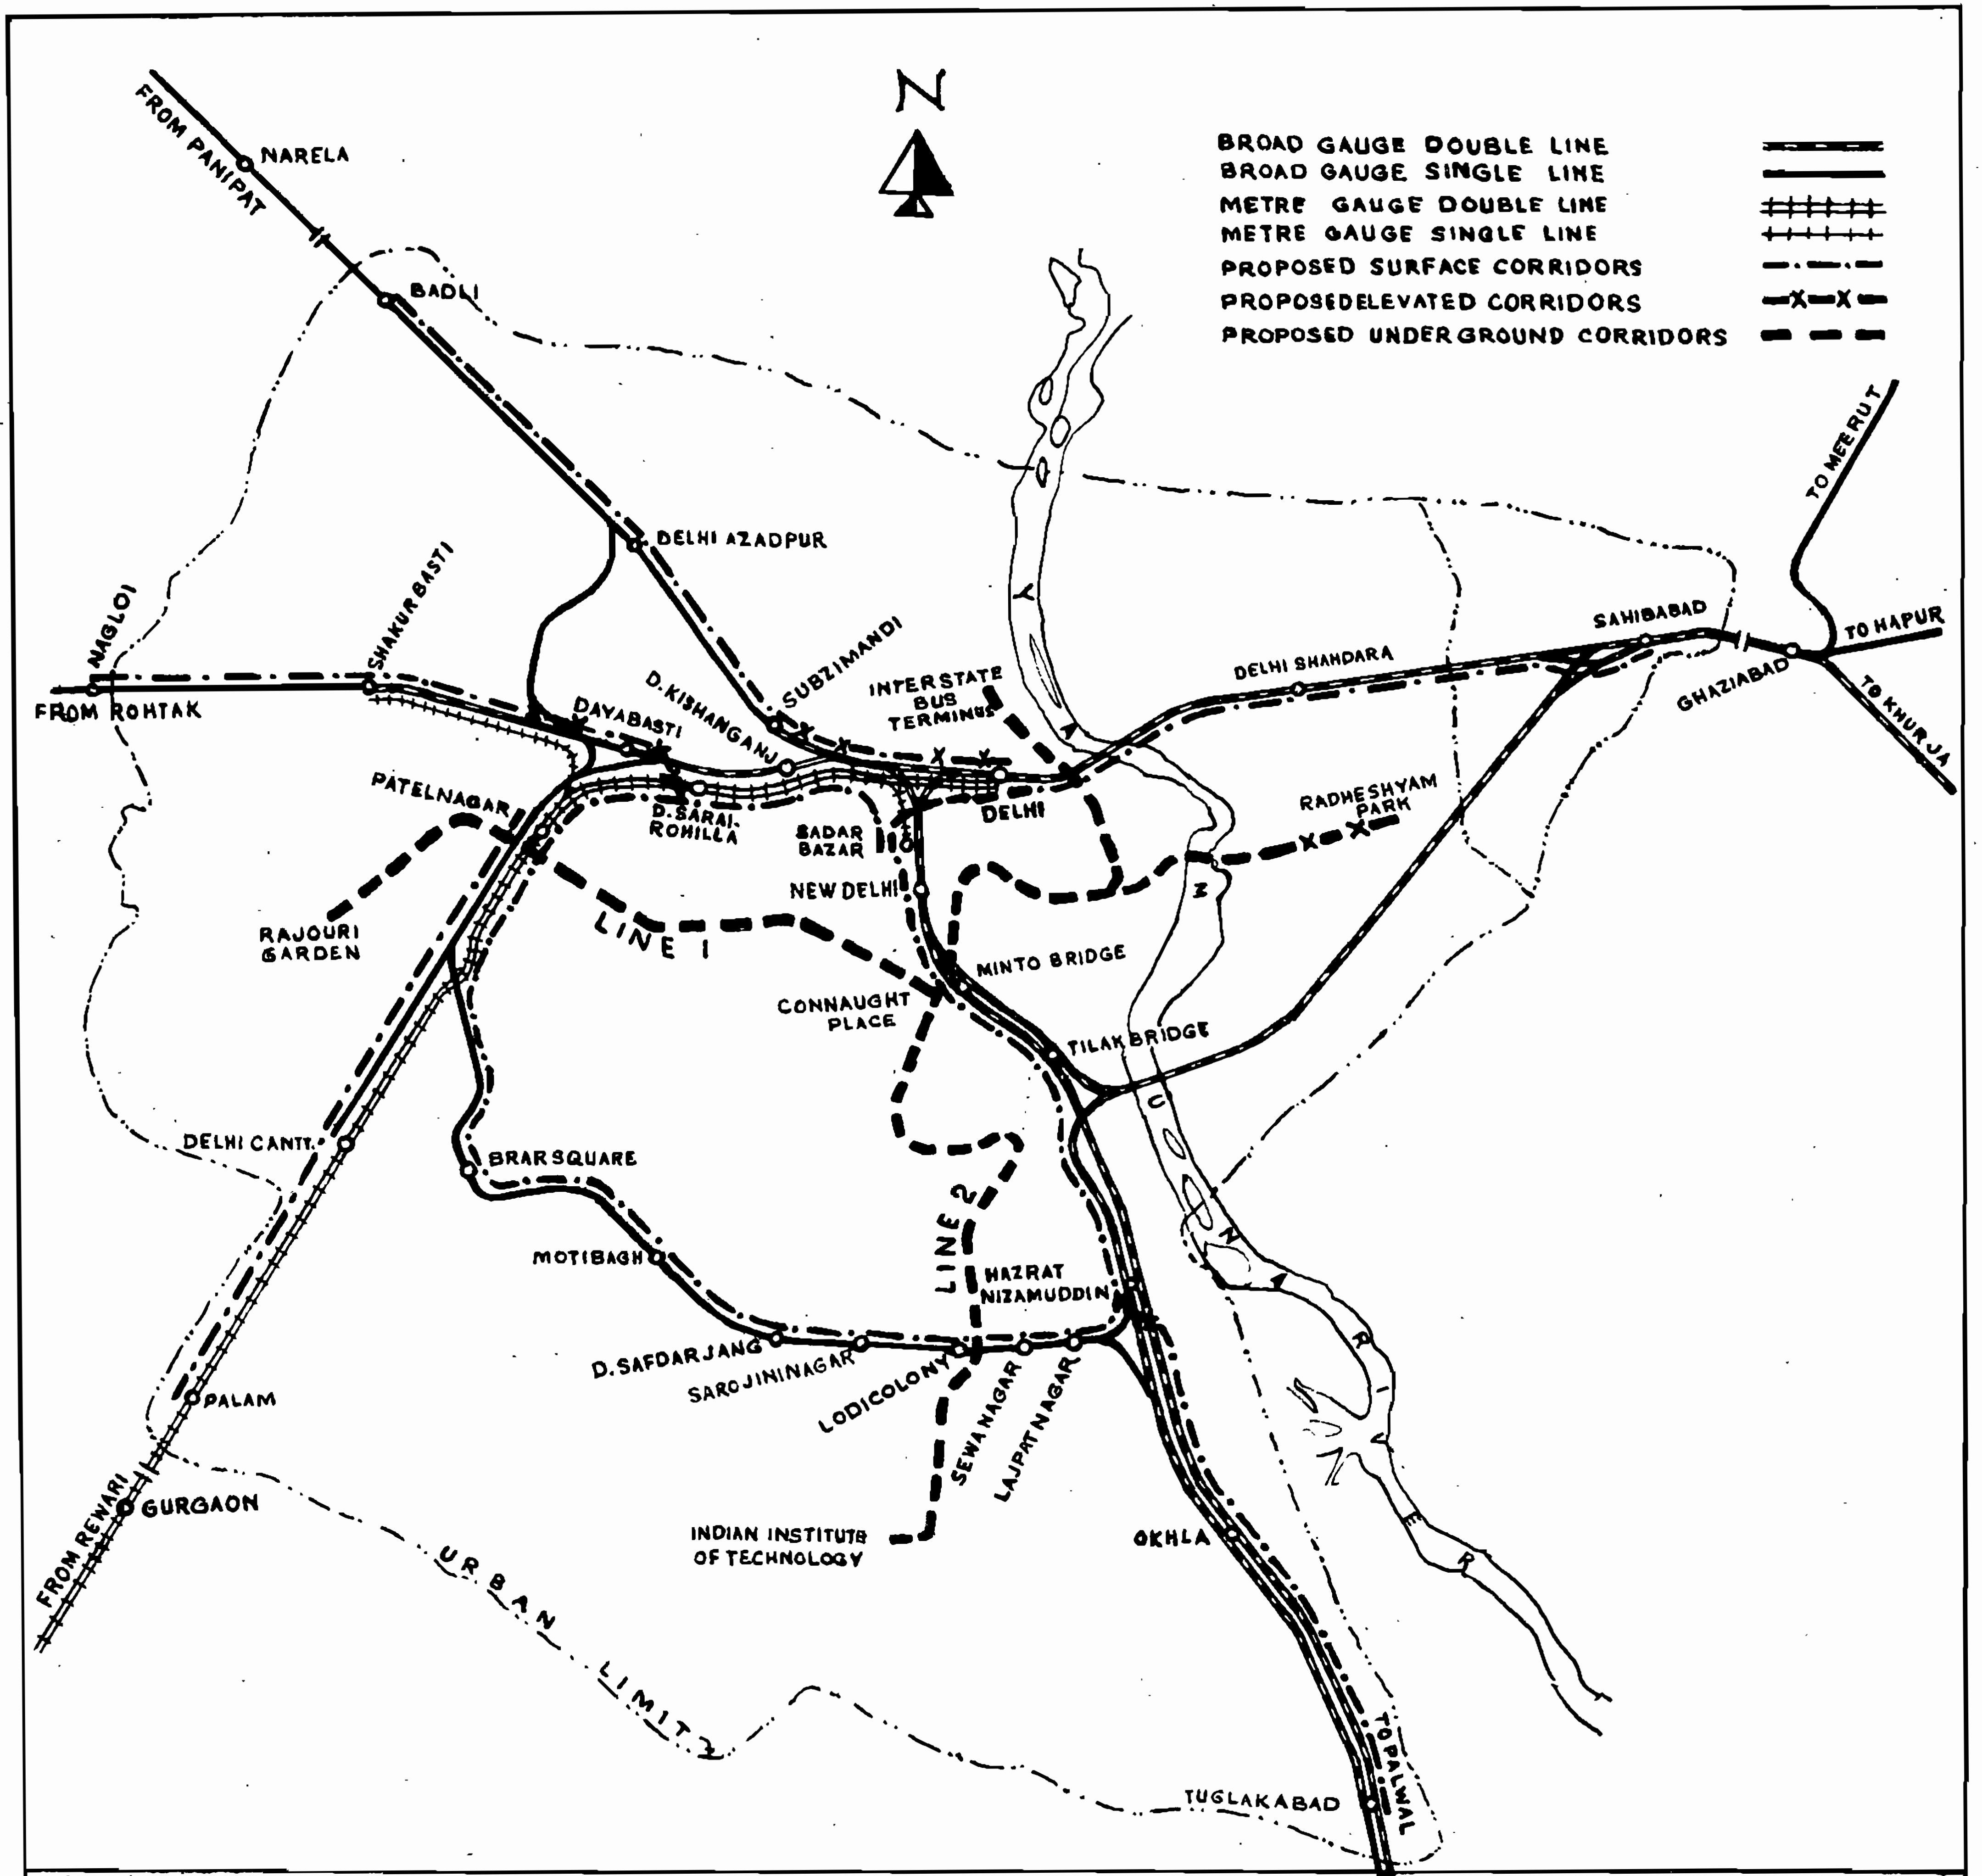 N
BROAD GAUGE DOUBLE LINE
BROAD GAUGE SINGLE LINE
METRE GAUGE DOUBLE LINE
METRE GAUGE SINGLE LINE
PROPOSED SURFACE CORRIDORS
PROPOSEDELEVATED CORRIDORS
PROPOSED UNDERGROUND CORRIDORS
FROM PANIPAT
NARELA
BADLI
DELHI AZADPUR
TO MEERUT
NAGLOI
SHAKURBASTI
FROM ROHTAK
DAYABASTI
D.KISHANGANJ
SUBZIMANDI
INTERSTATE
BUS
TERMINUS
DELHI SHAHDARA
SAHIBABAD
TO HAPUR
GHAZIABAD
TO KHURJA
PATELNAGAR
D.SARAI-
ROHILLA
SADAR
BAZAR
DELHI
RADHESHYAM
PARK
NEW DELHI
RAJOURI
GARDEN
LINE 1
MINTO BRIDGE
CONNAUGHT
PLACE
TILAK BRIDGE
DELHI CANTT.
BRARSQUARE
MOTIBAGH
LINE 2
HAZRAT
NIZAMUDDIN
D.SAFDARJANG
SAROJININAGAR
LODICOLONY
SEWANAGAR
LAJPATNAGAR
PALAM
GURGAON
FROM REWARI
INDIAN INSTITUTE
OF TECHNOLOGY
OKHLA
YAMUNA RIVER
URBAN LIMIT
TUGLAKABAD
TO PALWAL